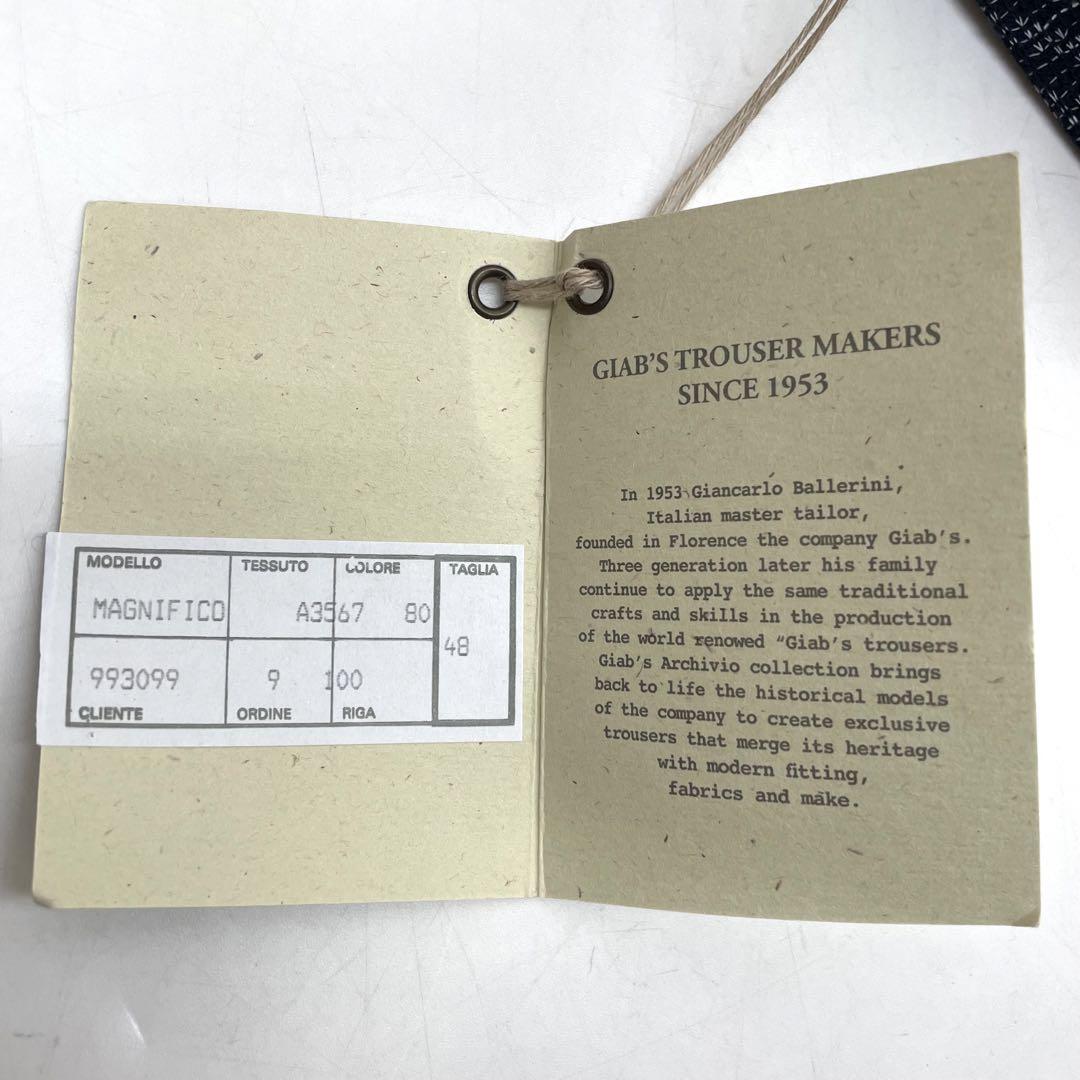 MODELLO TESSUTO COLORE TAGLIA
MAGNIFICO A3567 80
48
993099 9 100
CLIENTE ORDINE RIGA
GIAB'S TROUSER MAKERS
SINCE 1953
In 1953 Giancarlo Ballerini,
Italian master tailor,
founded in Florence the company Giab's.
Three generation later his family
continue to apply the same traditional
crafts and skills in the production
of the world renowed "Giab's trousers.
Giab's Archivio collection brings
back to life the historical models
of the company to create exclusive
trousers that merge its heritage
with modern fitting,
fabrics and make.